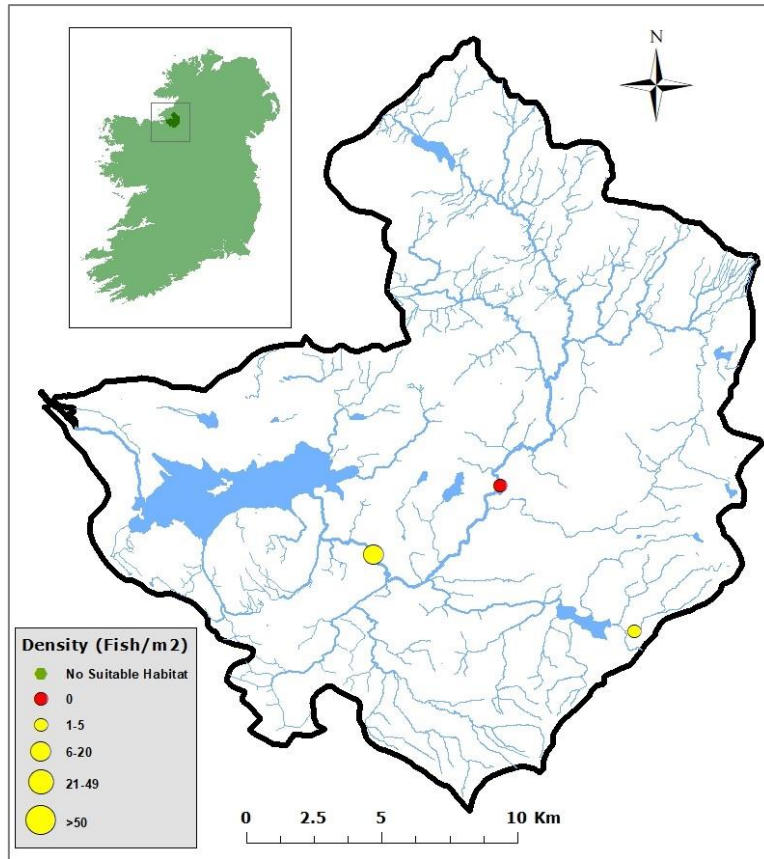 N
Density (Fish/m2)
No Suitable Habitat
0
1-5
6-20
21-49
>50
0 2.5 5 10 Km